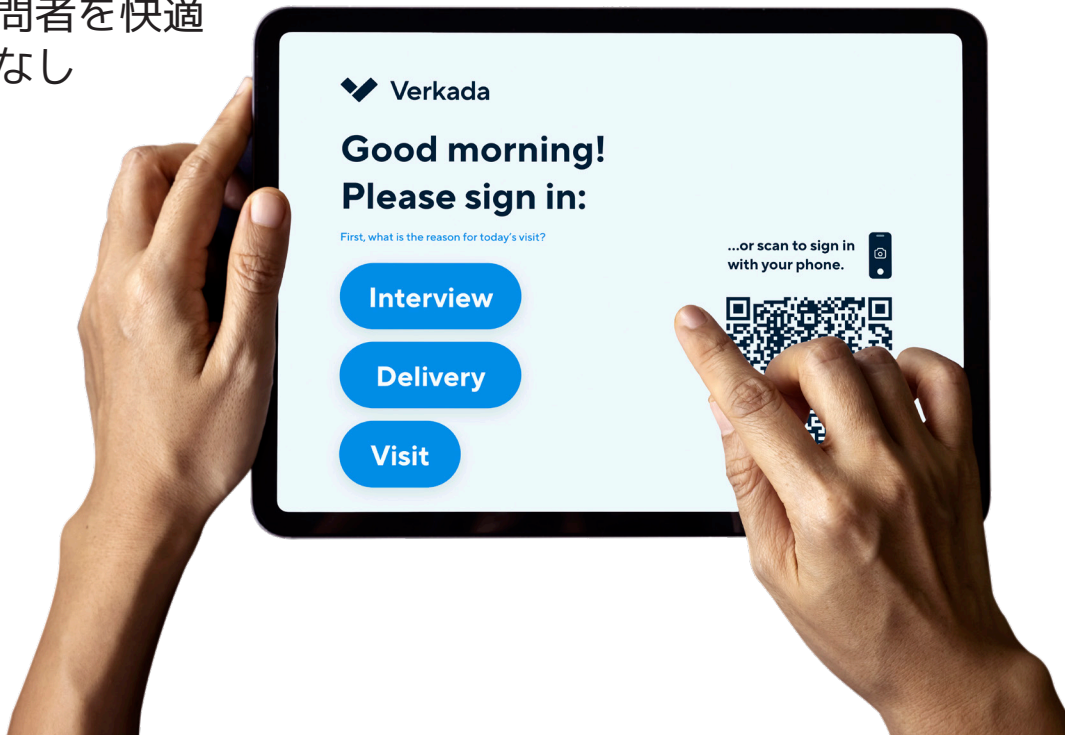 問者を快適
なし
Verkada
Good morning!
Please sign in:
First, what is the reason for today's visit?
...or scan to sign in
with your phone.
Interview
Delivery
Visit